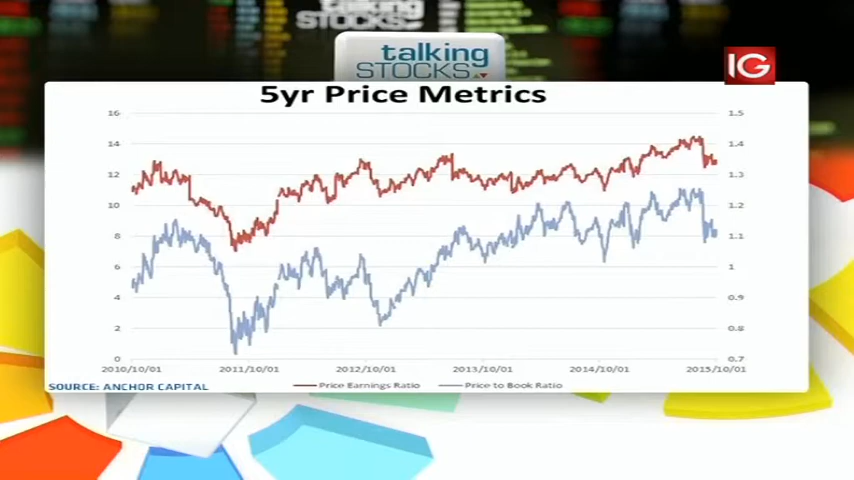 talking
STOCKS
talking
STOCKS
IG
5yr Price Metrics
16 1.5
14 1.4
12 1.3
10 1.2
8 1.1
6 1
4 0.9
2 0.8
0 0.7
2010/10/01 2011/10/01 2012/10/01 2013/10/01 2014/10/01 2015/10/01
SOURCE: ANCHOR CAPITAL Price Earnings Ratio Price to Book Ratio